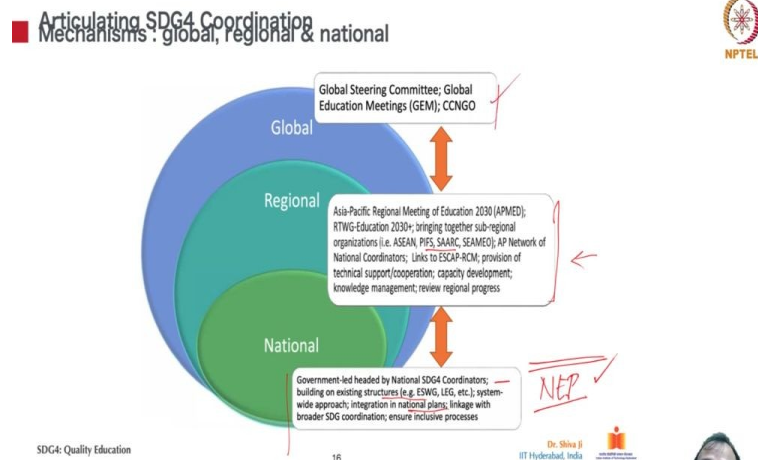 Articulating SDG4 Coordination
Mechanisms : global, regional & national
NPTEL
Global
Global Steering Committee; Global
Education Meetings (GEM); CCNGO
Regional
Asia-Pacific Regional Meeting of Education 2030 (APMED);
RTWG-Education 2030+; bringing together sub-regional
organizations (i.e. ASEAN, PIFS, SAARC, SEAMEO); AP Network of
National Coordinators; Links to ESCAP-RCM; provision of
technical support/cooperation; capacity development;
knowledge management; review regional progress
National
Government-led headed by National SDG4 Coordinators;
building on existing structures (e.g. ESWG, LEG, etc.); system-
wide approach; integration in national plans; linkage with
broader SDG coordination; ensure inclusive processes
NEP
SDG4: Quality Education
16
Dr. Shiva Ji
IIT Hyderabad, India